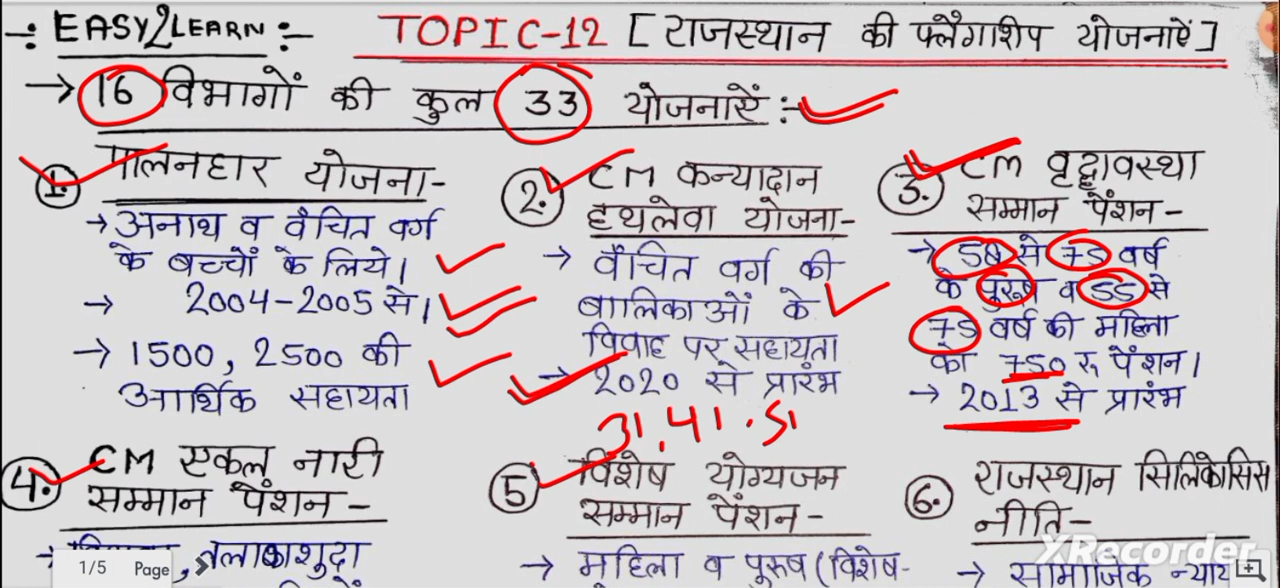 -: EASY2LEARN :- TOPIC-12 [राजस्थान की फ्लैगशिप योजनाऐं]
→ 16 विभागों की कुल 33 योजनाऐं :-
1. पालनहार योजना-
→ अनाथ व वंचित वर्ग
के बच्चों के लिये।
→ 2004-2005 से।
→ 1500, 2500 की
आर्थिक सहायता
2. CM कन्यादान
हथलेवा योजना-
→ वंचित वर्ग की
बालिकाओं के
विवाह पर सहायता
→ 2020 से प्रारंभ
31, 41, 51
3. CM वृद्धावस्था
सम्मान पेंशन-
→ 58 से 75 वर्ष
के पुरुष व 55 से
75 वर्ष की महिला
को 750 रु पेंशन।
→ 2013 से प्रारंभ
4. CM एकल नारी
सम्मान पेंशन-
→ , तलाकशुदा
5. विशेष योग्यजन
सम्मान पेंशन-
→ महिला व पुरुष (विशेष-
6. राजस्थान सिलिकोसिस
नीति-
→ सामाजिक न्याय
1/5 Page
XRecorder